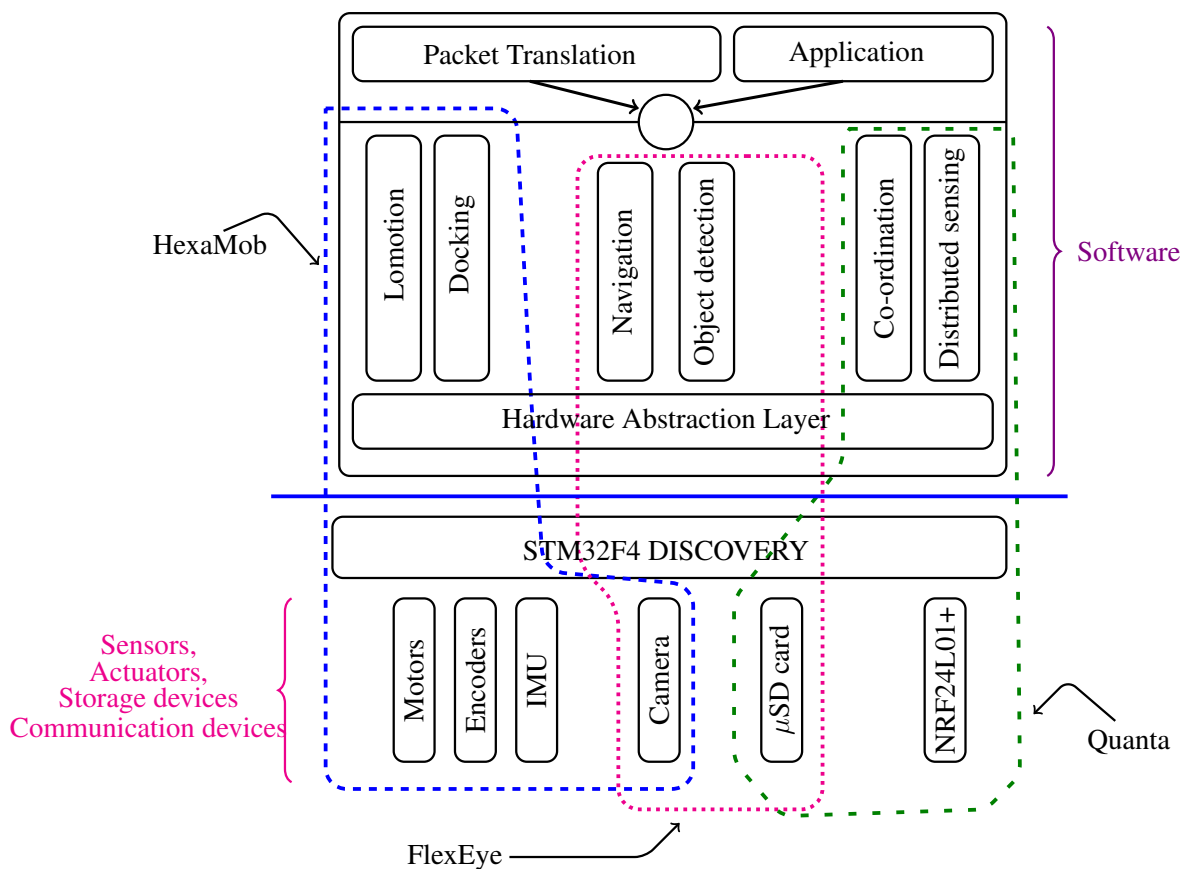 Packet Translation
Application
Lomotion
Docking
Navigation
Object detection
Co-ordination
Distributed sensing
HexaMob
Software
Hardware Abstraction Layer
STM32F4 DISCOVERY
Sensors,
Actuators,
Storage devices
Communication devices
Motors
Encoders
IMU
Camera
µSD card
NRF24L01+
Quanta
FlexEye